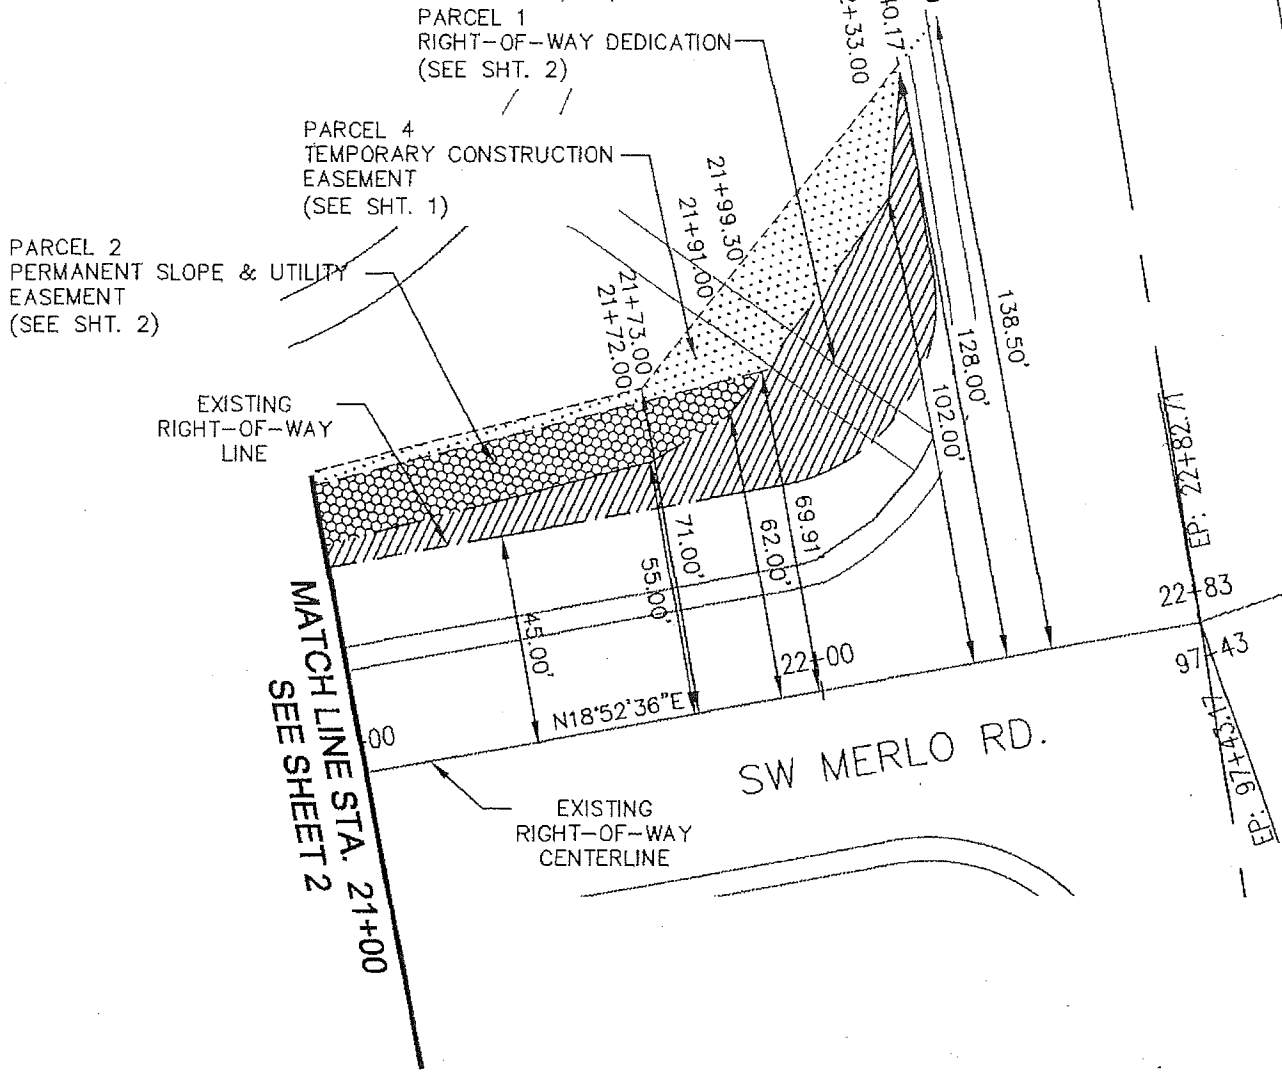 PARCEL 1
RIGHT-OF-WAY DEDICATION
(SEE SHT. 2)
PARCEL 4
TEMPORARY CONSTRUCTION
EASEMENT
(SEE SHT. 1)
PARCEL 2
PERMANENT SLOPE & UTILITY
EASEMENT
(SEE SHT. 2)
EXISTING
RIGHT-OF-WAY
LINE
21+99.30'
21+91.00'
21+73.00
21+72.00'
+33.00
138.50'
128.00'
102.00'
69.91'
62.00'
71.00'
55.00'
45.00'
22+00
N18°52'36"E
00
SW MERLO RD.
EXISTING
RIGHT-OF-WAY
CENTERLINE
MATCH LINE STA. 21+00
SEE SHEET 2
EP: 22+82.71
22+83
97+43
EP: 97+43.17